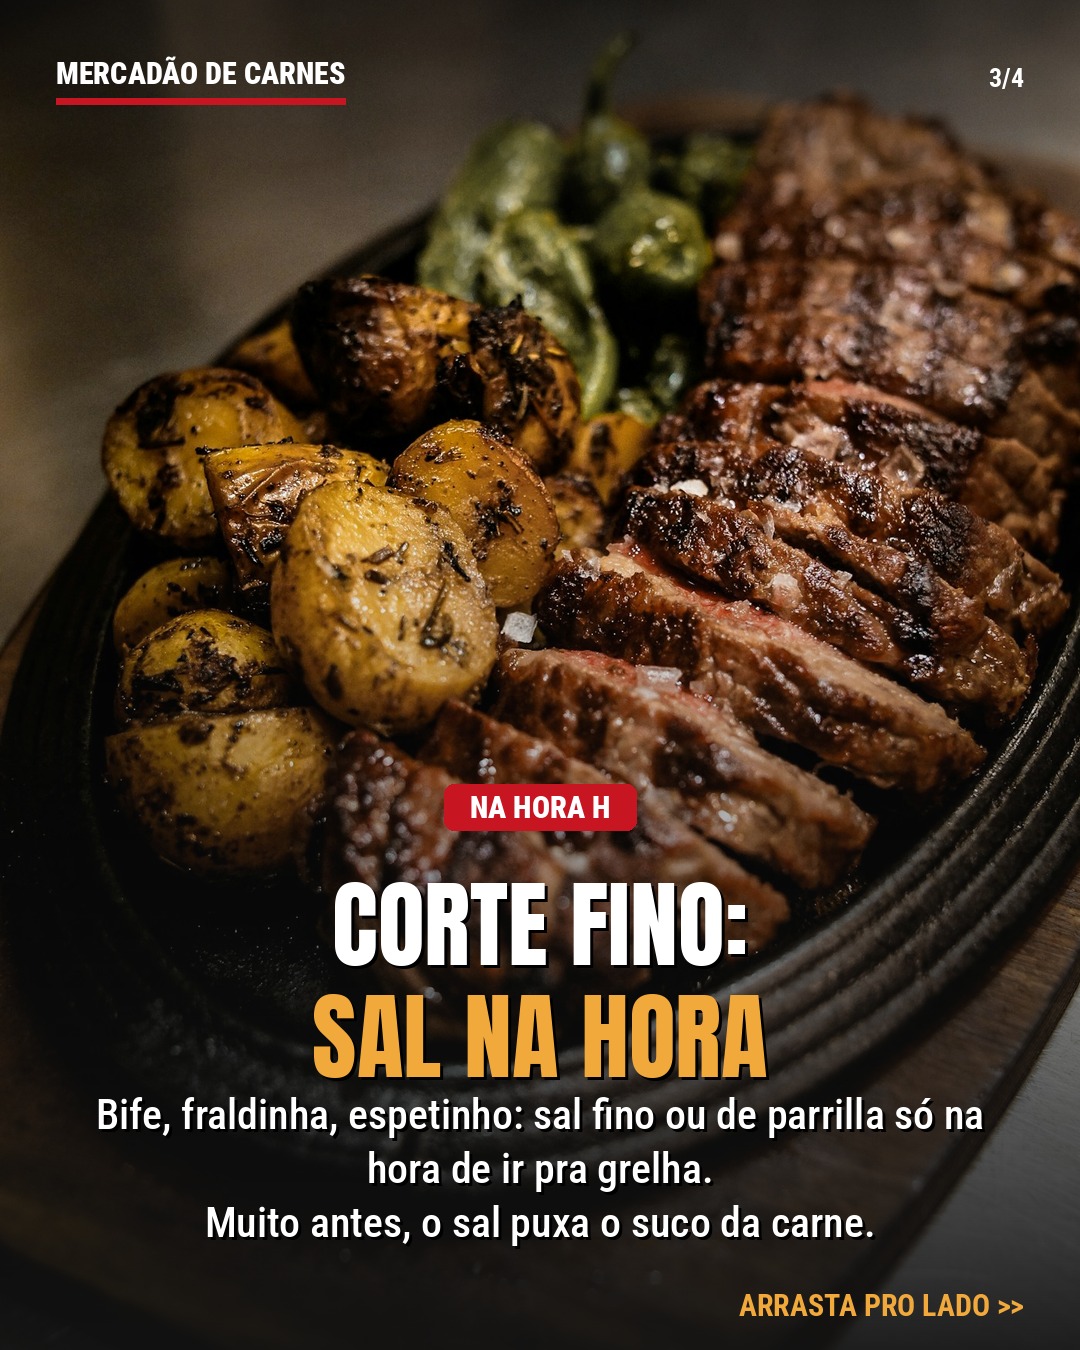 MERCADÃO DE CARNES
3/4
NA HORA H
CORTE FINO:
SAL NA HORA
Bife, fraldinha, espetinho: sal fino ou de parrilla só na
hora de ir pra grelha.
Muito antes, o sal puxa o suco da carne.
ARRASTA PRO LADO >>